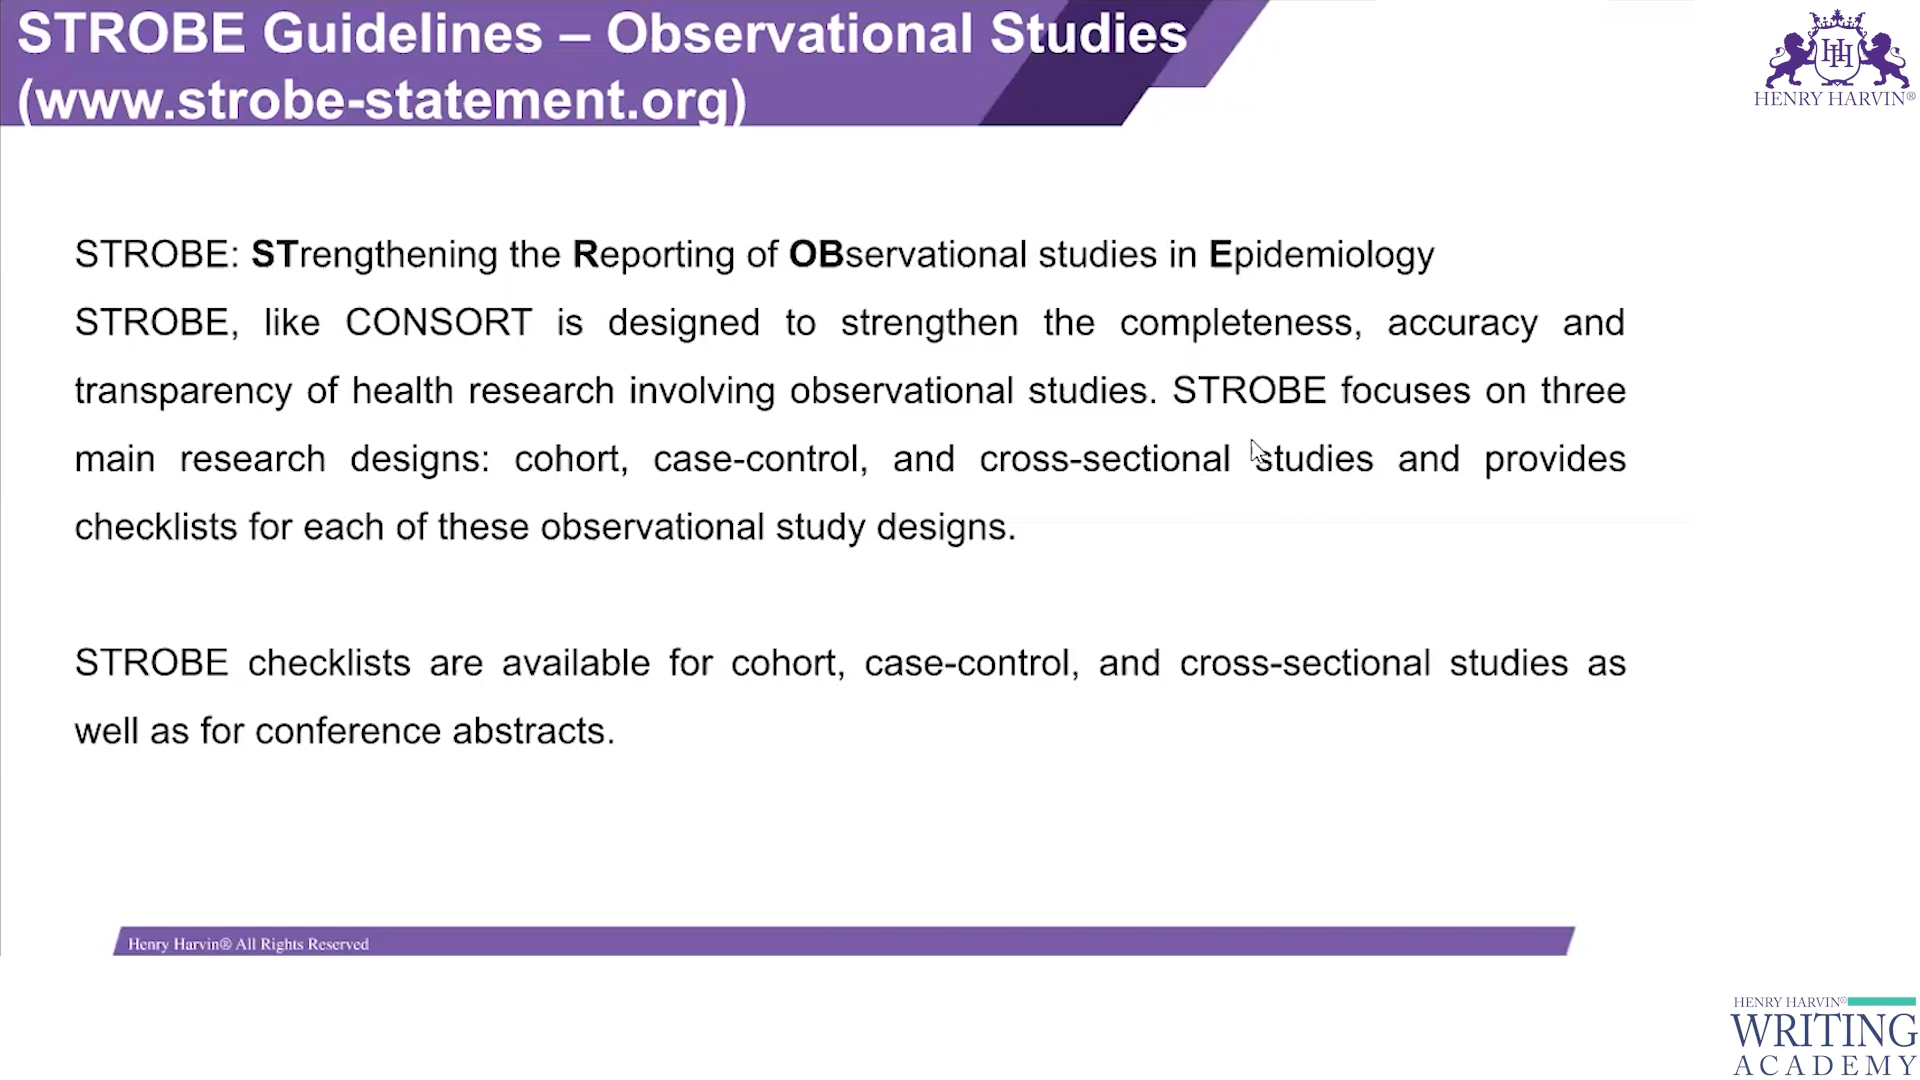 STROBE Guidelines – Observational Studies
(www.strobe-statement.org)
HENRY HARVIN®
STROBE: STrengthening the Reporting of OBservational studies in Epidemiology
STROBE, like CONSORT is designed to strengthen the completeness, accuracy and
transparency of health research involving observational studies. STROBE focuses on three
main research designs: cohort, case-control, and cross-sectional studies and provides
checklists for each of these observational study designs.
STROBE checklists are available for cohort, case-control, and cross-sectional studies as
well as for conference abstracts.
Henry Harvin® All Rights Reserved
HENRY HARVIN®
WRITING
ACADEMY